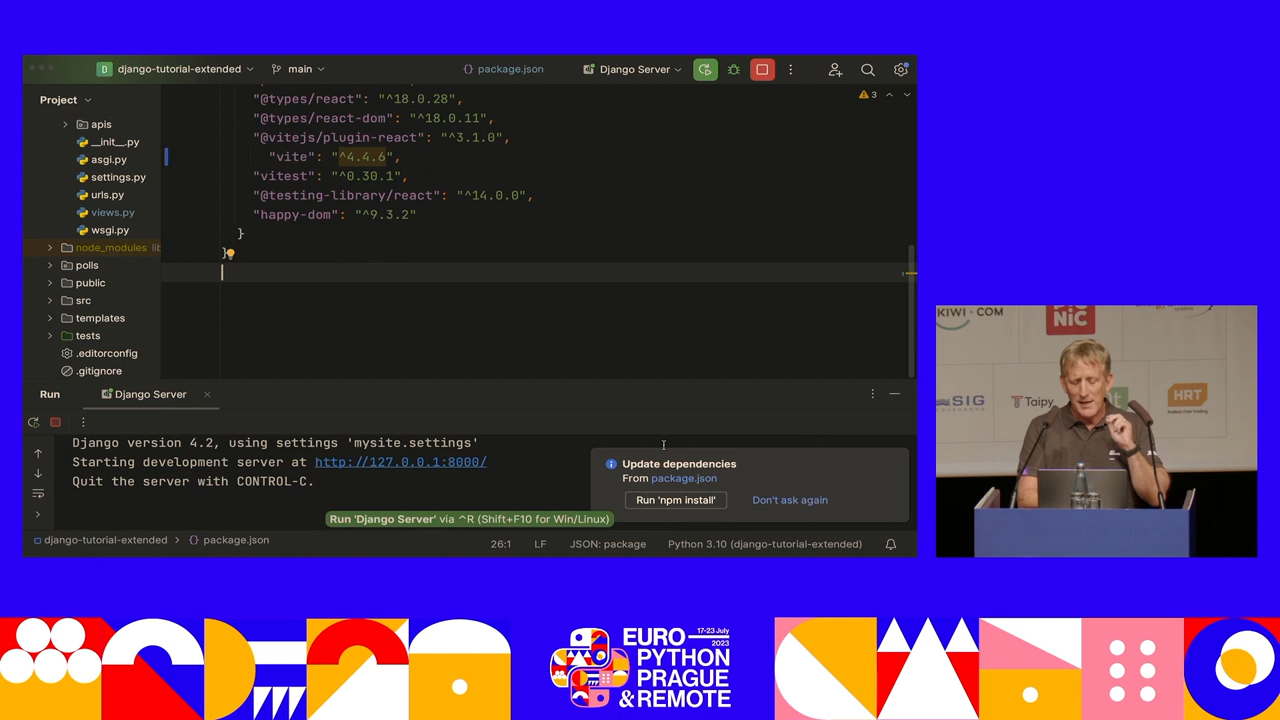 D django-tutorial-extended main package.json Django Server
Project
apis
__init__.py
asgi.py
settings.py
urls.py
views.py
wsgi.py
node_modules lib
polls
public
src
templates
tests
.editorconfig
.gitignore
"@types/react": "^18.0.28",
"@types/react-dom": "^18.0.11",
"@vitejs/plugin-react": "^3.1.0",
"vite": "^4.4.6",
"vitest": "^0.30.1",
"@testing-library/react": "^14.0.0",
"happy-dom": "^9.3.2"
}
}
3
Run Django Server
Django version 4.2, using settings 'mysite.settings'
Starting development server at http://127.0.0.1:8000/
Quit the server with CONTROL-C.
Update dependencies
From package.json
Run 'npm install' Don't ask again
Run 'Django Server' via ^R (Shift+F10 for Win/Linux)
django-tutorial-extended package.json 26:1 LF JSON: package Python 3.10 (django-tutorial-extended)
KIWI•COM
NIC
SIG
Taipy
HRT
EURO 17-23 July
2023
PYTHON
PRAGUE
& REMOTE